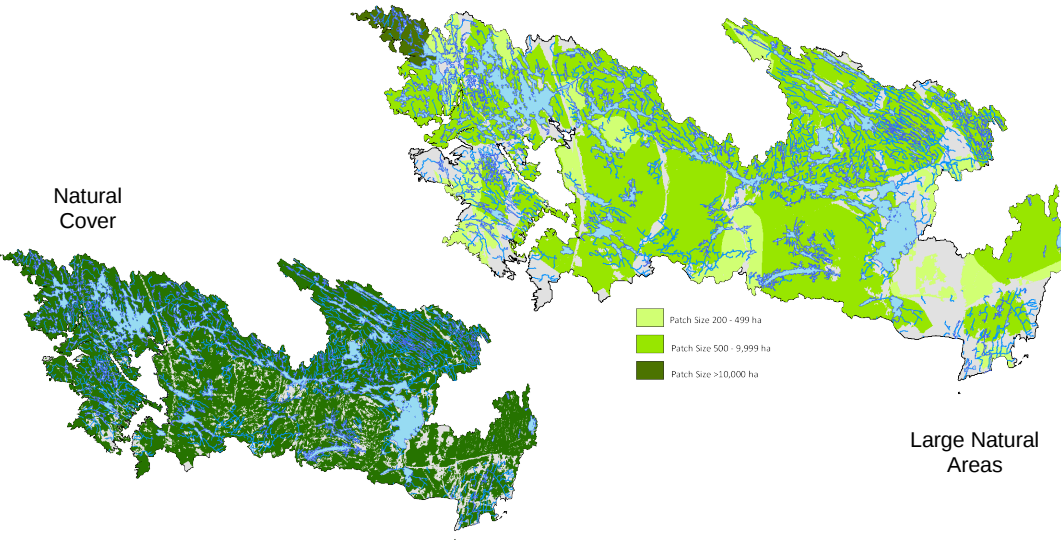 Natural
Cover
Patch Size 200 - 499 ha
Patch Size 500 - 9,999 ha
Patch Size >10,000 ha
Large Natural
Areas